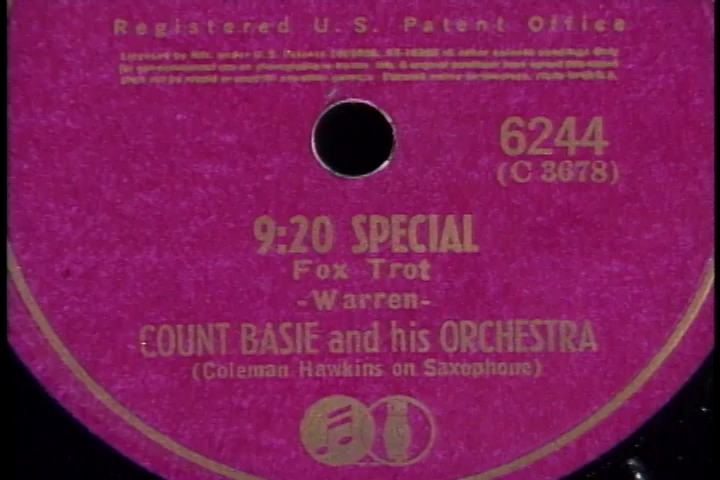 Registered U.S. Patent Office
6244
(C 3678)
9:20 SPECIAL
Fox Trot
-Warren-
COUNT BASIE and his ORCHESTRA
(Coleman Hawkins on Saxophone)